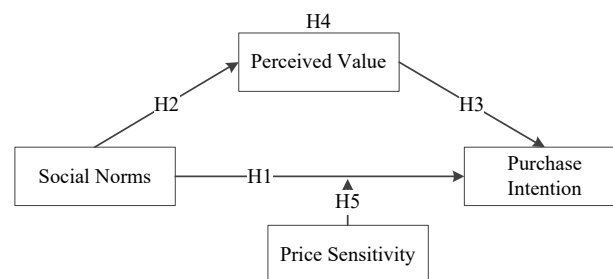 H4
Perceived Value
H2
H3
Social Norms
H1
Purchase
Intention
H5
Price Sensitivity